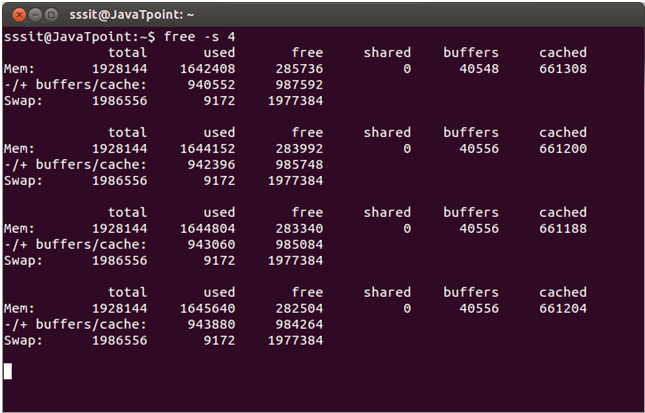 sssit@JavaTpoint: ~
sssit@JavaTpoint:~$ free -s 4
total used free shared buffers cached
Mem: 1928144 1642408 285736 0 40548 661308
-/+ buffers/cache: 940552 987592
Swap: 1986556 9172 1977384
total used free shared buffers cached
Mem: 1928144 1644152 283992 0 40556 661200
-/+ buffers/cache: 942396 985748
Swap: 1986556 9172 1977384
total used free shared buffers cached
Mem: 1928144 1644804 283340 0 40556 661188
-/+ buffers/cache: 943060 985084
Swap: 1986556 9172 1977384
total used free shared buffers cached
Mem: 1928144 1645640 282504 0 40556 661204
-/+ buffers/cache: 943880 984264
Swap: 1986556 9172 1977384